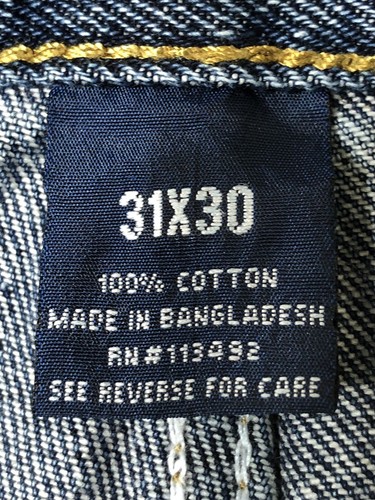 31X30
100% COTTON
MADE IN BANGLADESH
RN#113492
SEE REVERSE FOR CARE